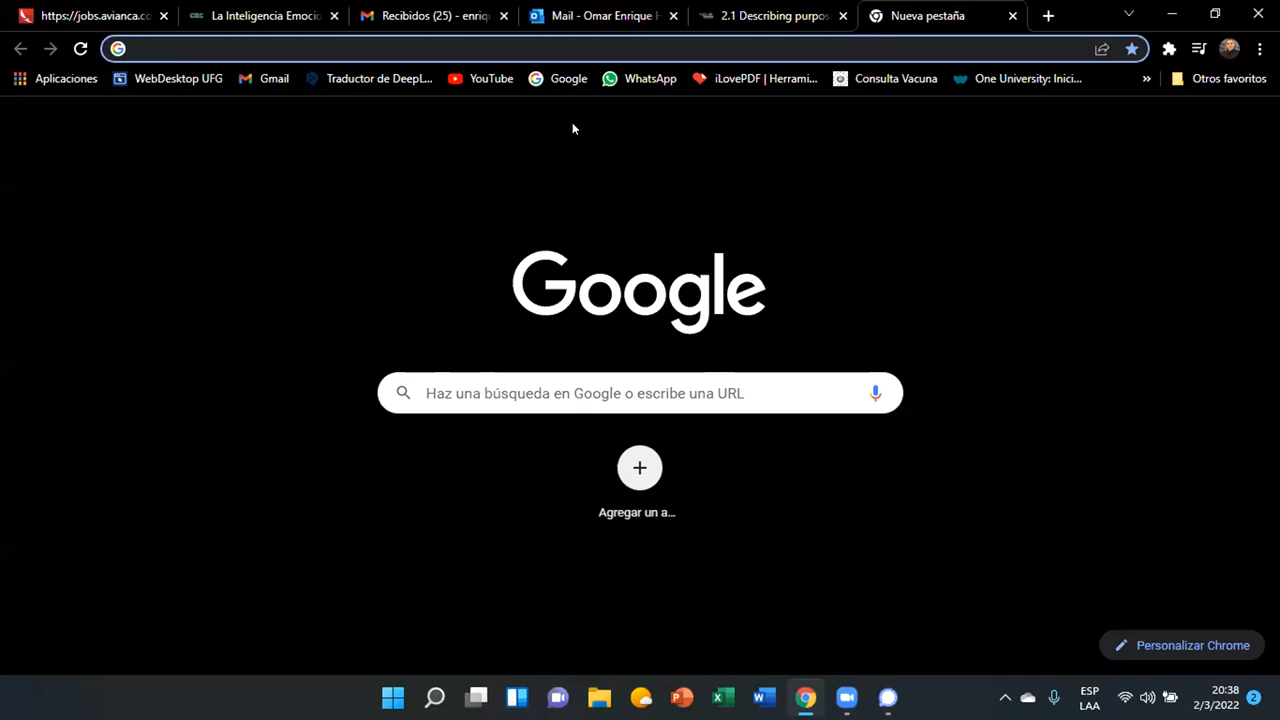 https://jobs.avianca.co
La Inteligencia Emocio
Recibidos (25) - enriq
Mail - Omar Enrique H
2.1 Describing purpos
Nueva pestaña
Aplicaciones
WebDesktop UFG
Gmail
Traductor de DeepL...
YouTube
Google
WhatsApp
iLovePDF | Herrami...
Consulta Vacuna
One University: Inici...
»
Otros favoritos
Google
Haz una búsqueda en Google o escribe una URL
Agregar un a...
Personalizar Chrome
ESP
LAA
20:38
2/3/2022
2